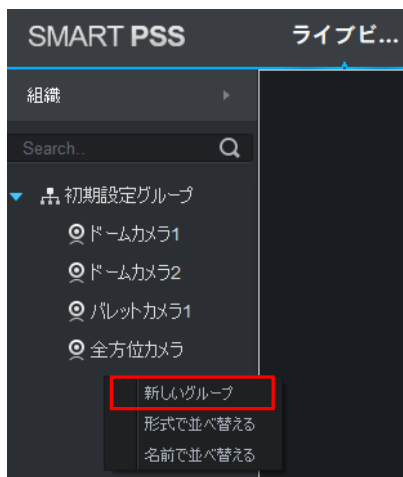 SMART PSS ライブビ...
組織
Search..
初期設定グループ
ドームカメラ1
ドームカメラ2
バレットカメラ1
全方位カメラ
新しいグループ
形式で並べ替える
名前で並べ替える